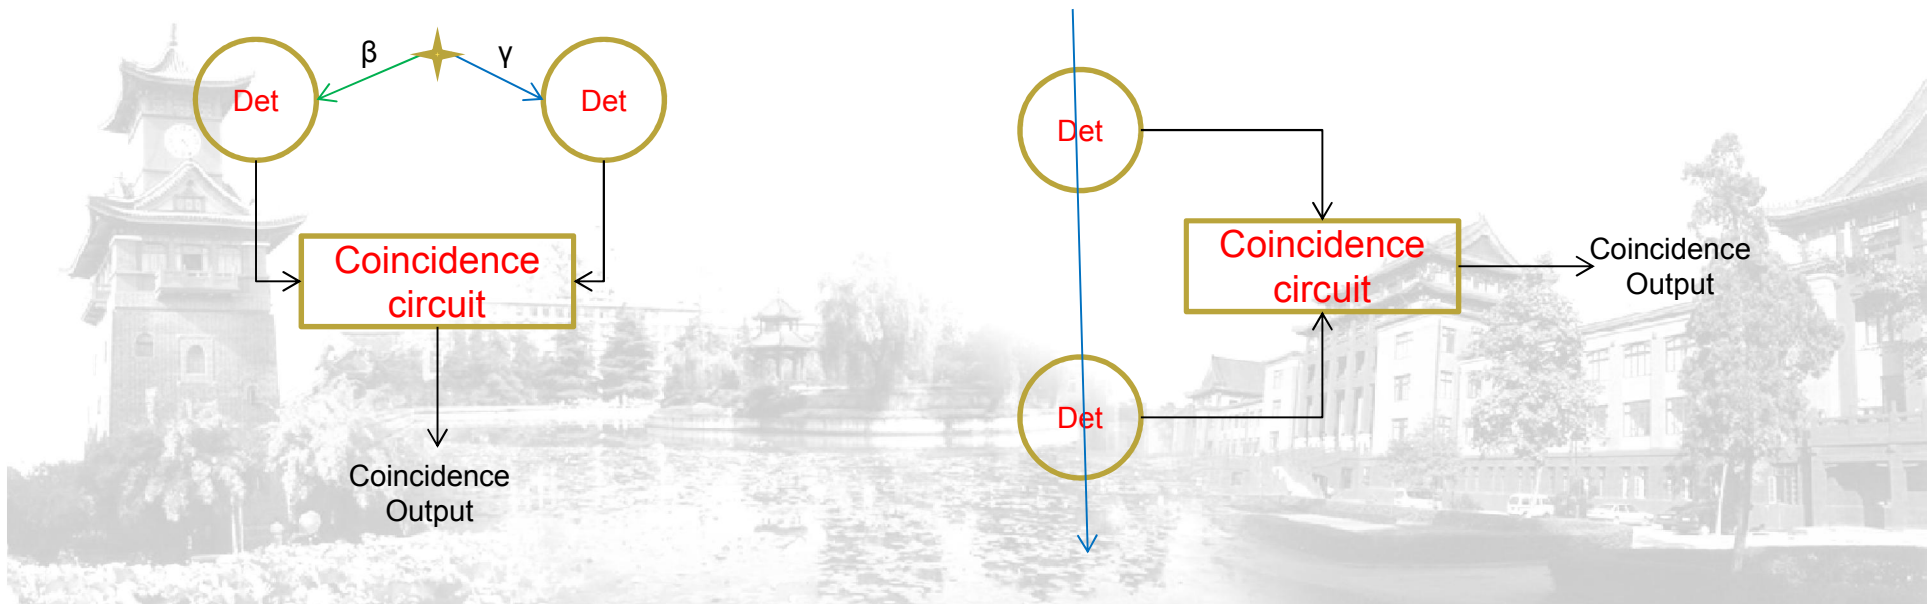 β
γ
Det
Det
Coincidence
circuit
Coincidence
Output
Det
Coincidence
circuit
Coincidence
Output
Det